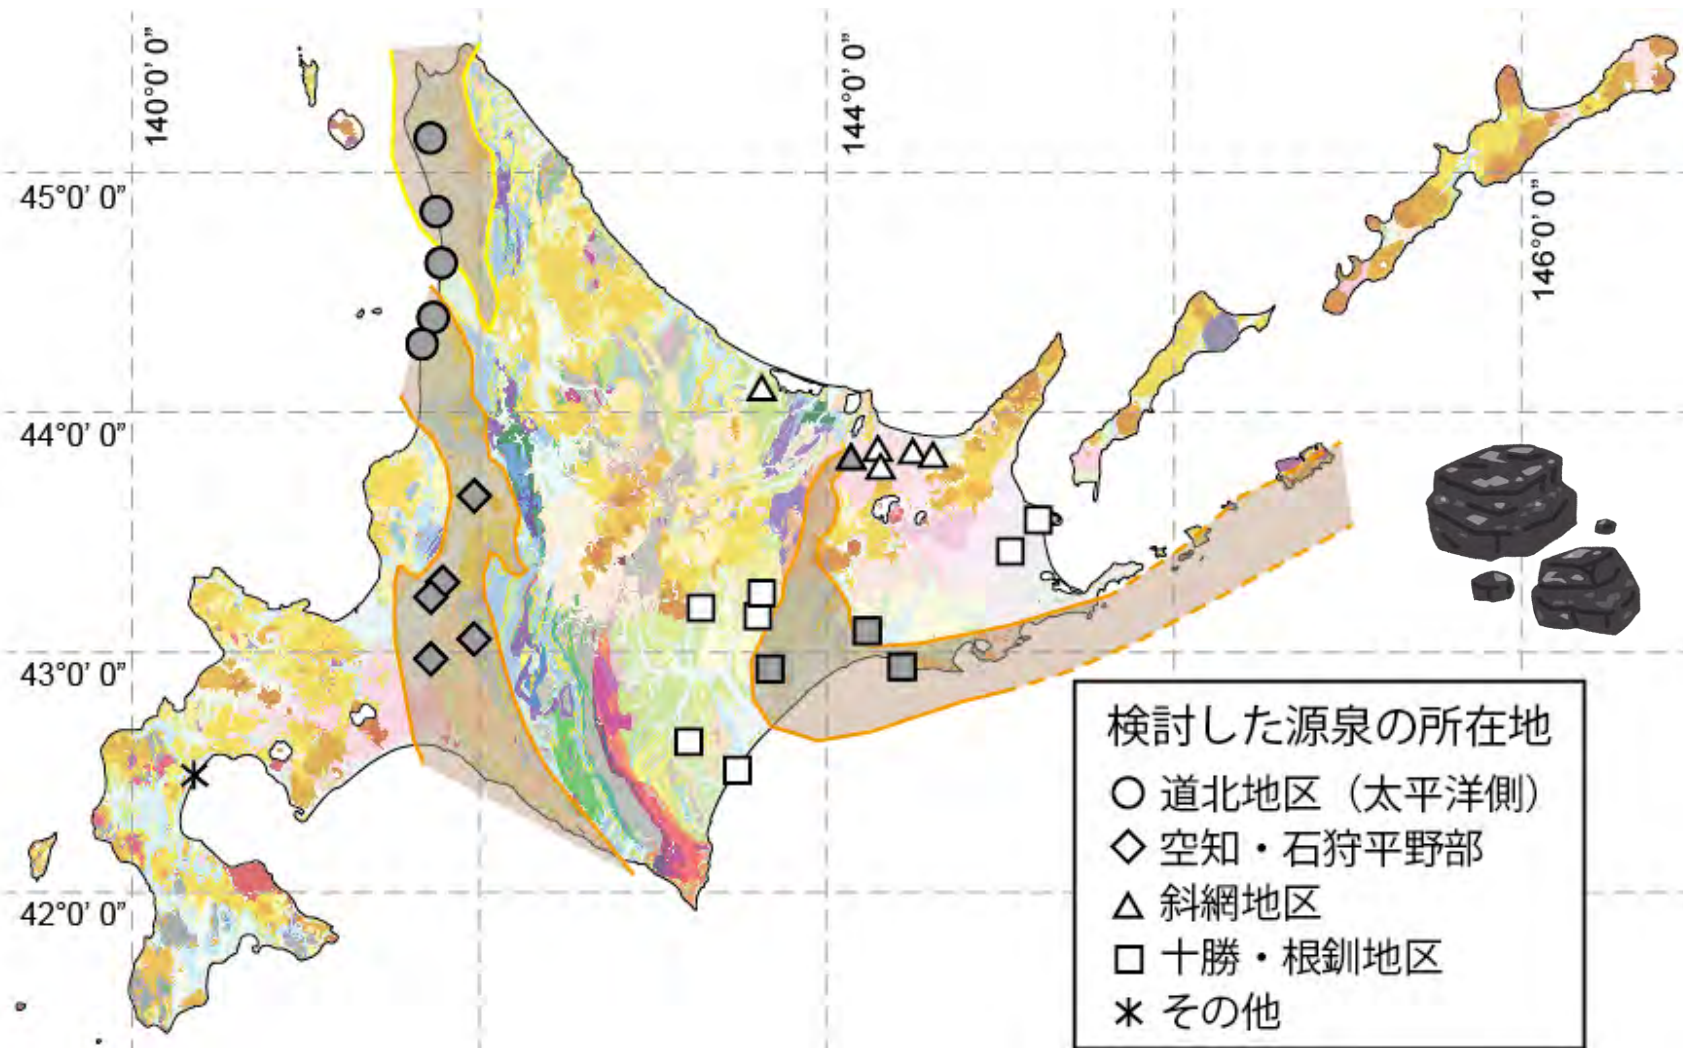 140°0' 0"
144°0' 0"
146°0' 0"
45°0' 0"
44°0' 0"
43°0' 0"
42°0' 0"
検討した源泉の所在地
道北地区（太平洋側）
空知・石狩平野部
斜網地区
十勝・根釧地区
その他